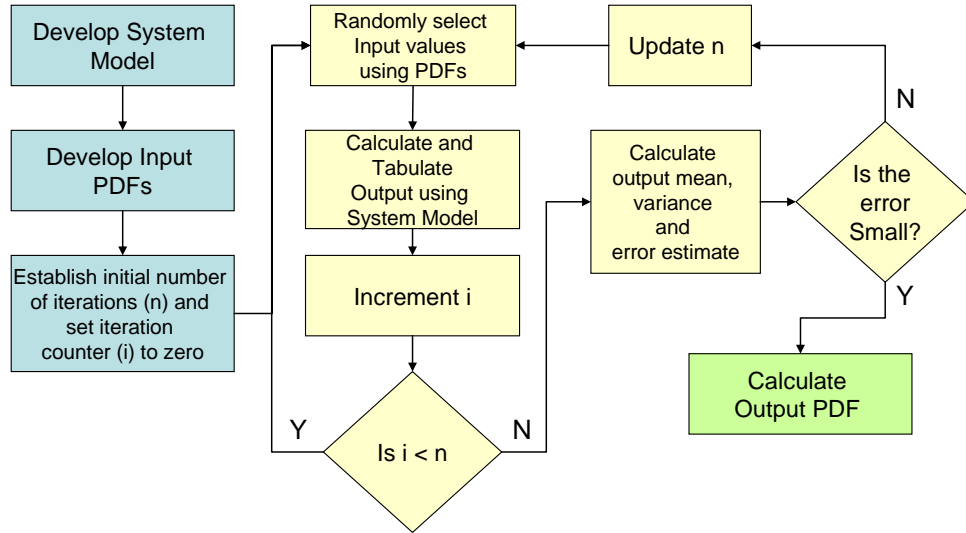 Develop System
Model
Develop Input
PDFs
Establish initial number
of iterations (n) and
set iteration
counter (i) to zero
Randomly select
Input values
using PDFs
Calculate and
Tabulate
Output using
System Model
Increment i
Is i < n
Y
N
Calculate
output mean,
variance
and
error estimate
Is the
error
Small?
N
Update n
Y
Calculate
Output PDF